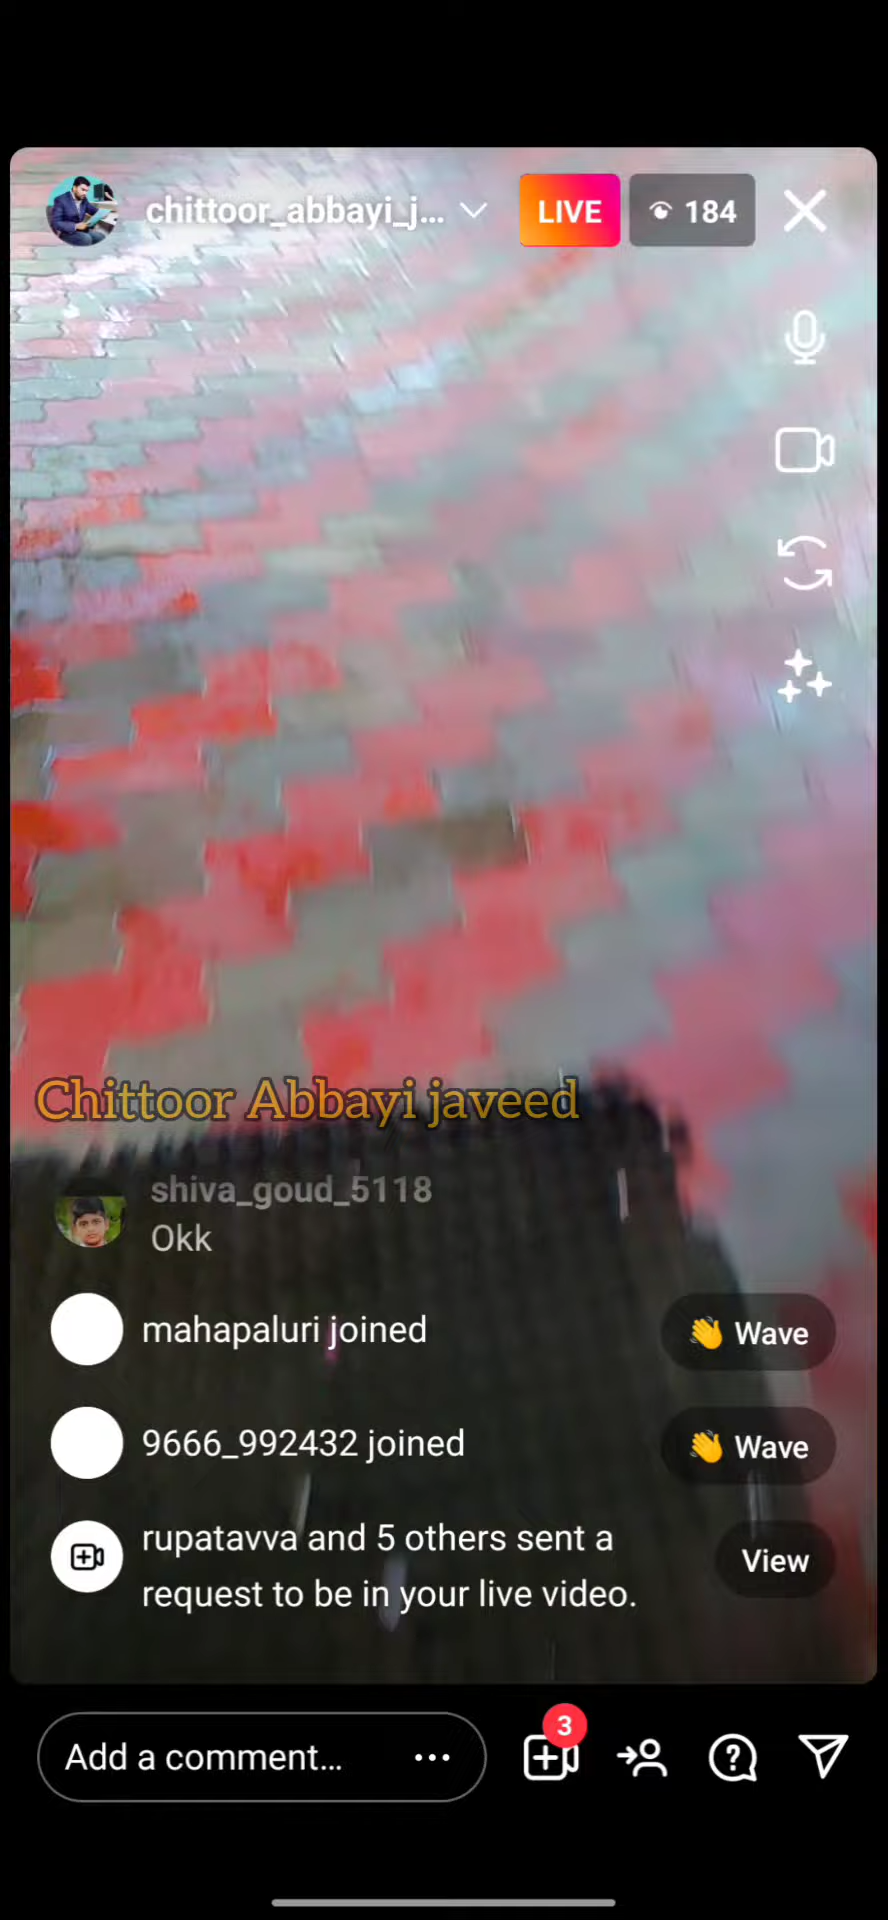 chittoor_abbayi_j...
LIVE
184
Chittoor Abbayi javeed
shiva_goud_5118
Okk
mahapaluri joined
👋 Wave
9666_992432 joined
👋 Wave
rupatavva and 5 others sent a
request to be in your live video.
View
3
Add a comment...